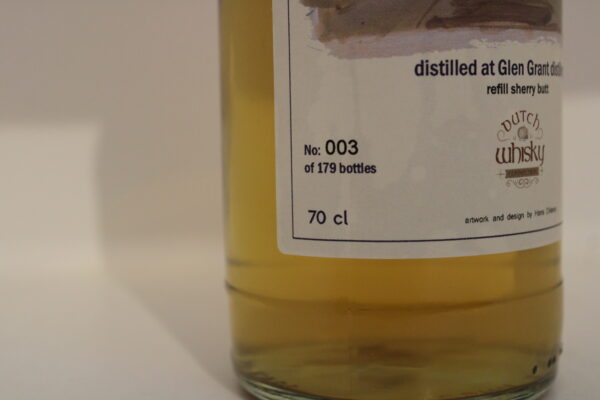 distilled at Glen Grant
refill sherry butt
No: 003
of 179 bottles
DUTCH
whisky
70 cl
artwork and design by Hans